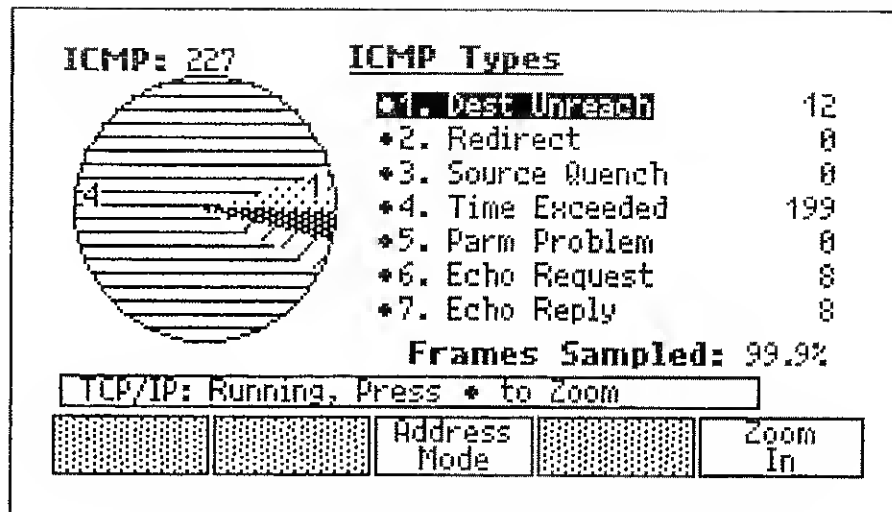 ICMP: 227
ICMP Types
1. Dest Unreach 12
2. Redirect 0
3. Source Quench 0
4. Time Exceeded 199
5. Parm Problem 0
6. Echo Request 8
7. Echo Reply 8
4
1
Frames Sampled: 99.9%
TCP/IP: Running, Press • to Zoom
Address Mode
Zoom In